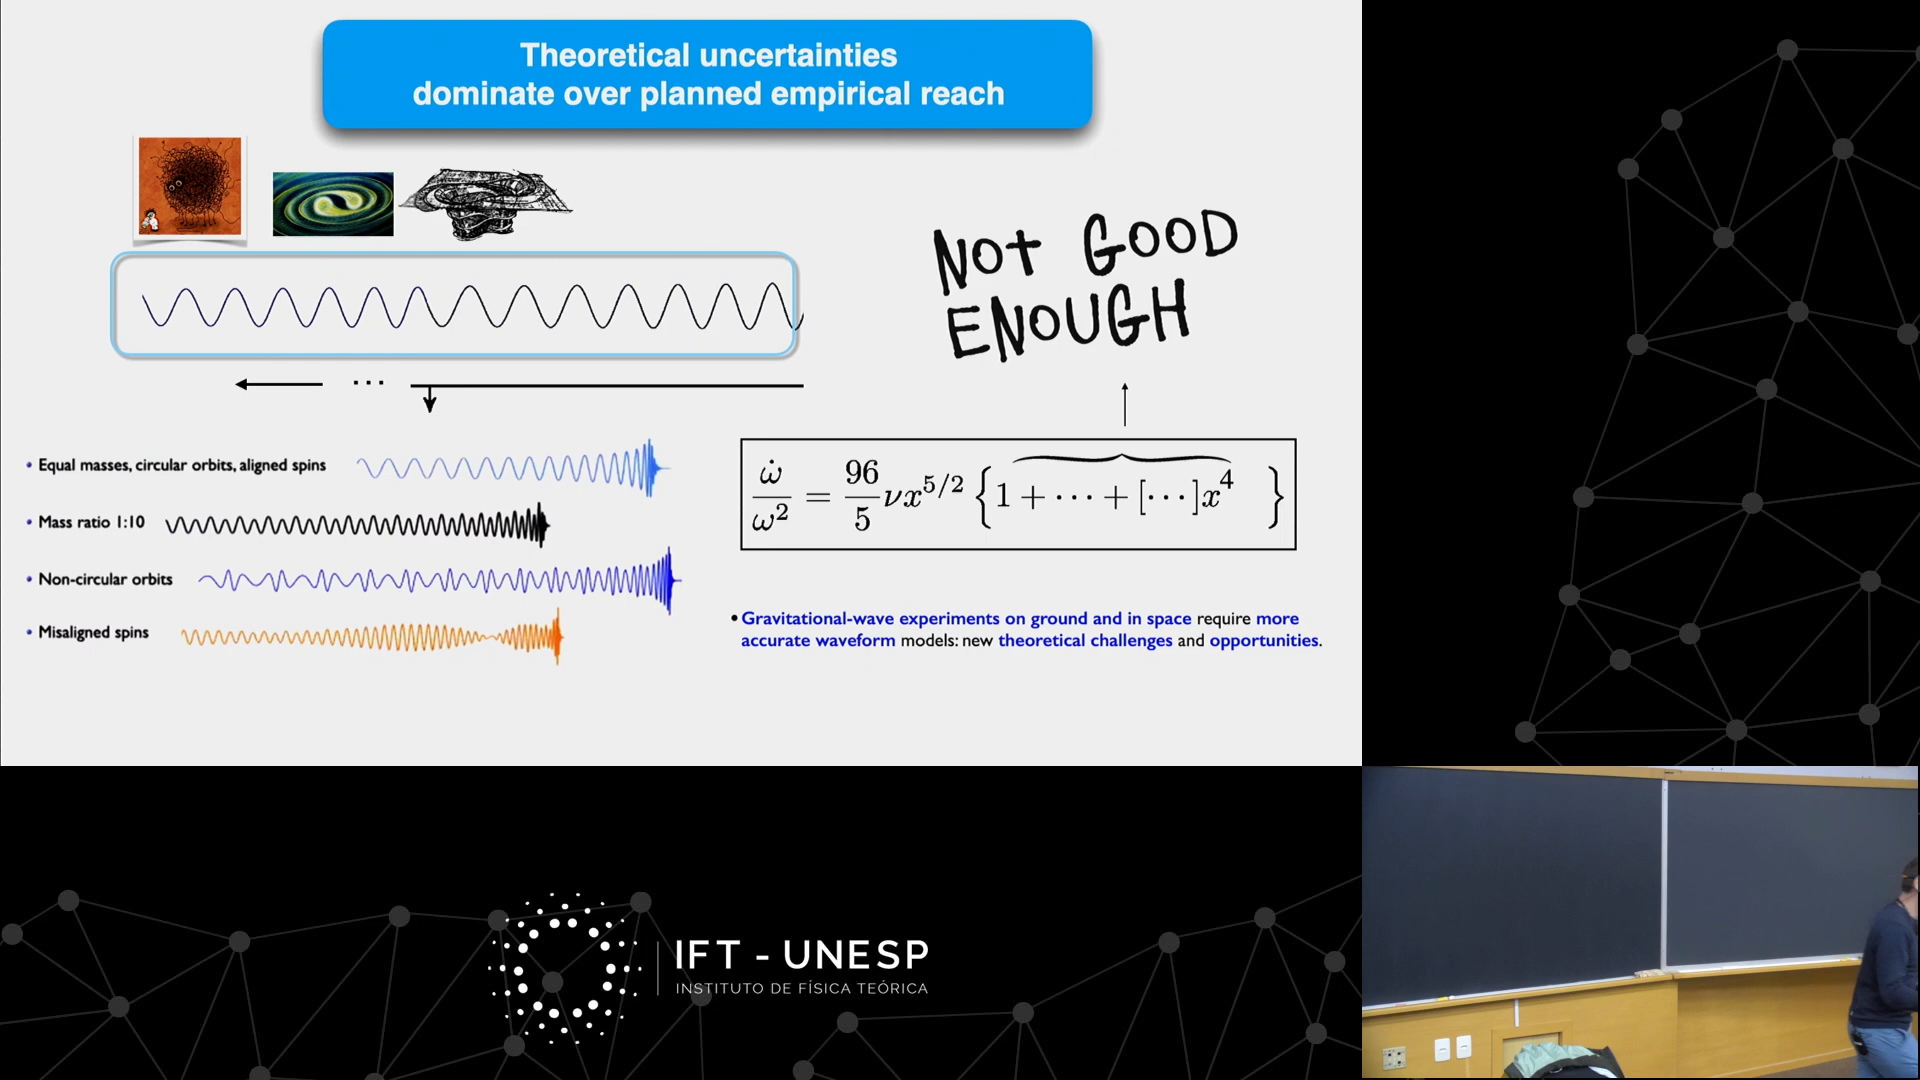 Theoretical uncertainties
dominate over planned empirical reach
NOT GOOD
ENOUGH
...
• Equal masses, circular orbits, aligned spins
• Mass ratio 1:10
• Non-circular orbits
• Misaligned spins
ω̇/ω² = 96/5 νx^{5/2} {1 + ⋯ + [⋯]x⁴ }
• Gravitational-wave experiments on ground and in space require more
accurate waveform models: new theoretical challenges and opportunities.
IFT - UNESP
INSTITUTO DE FÍSICA TEÓRICA